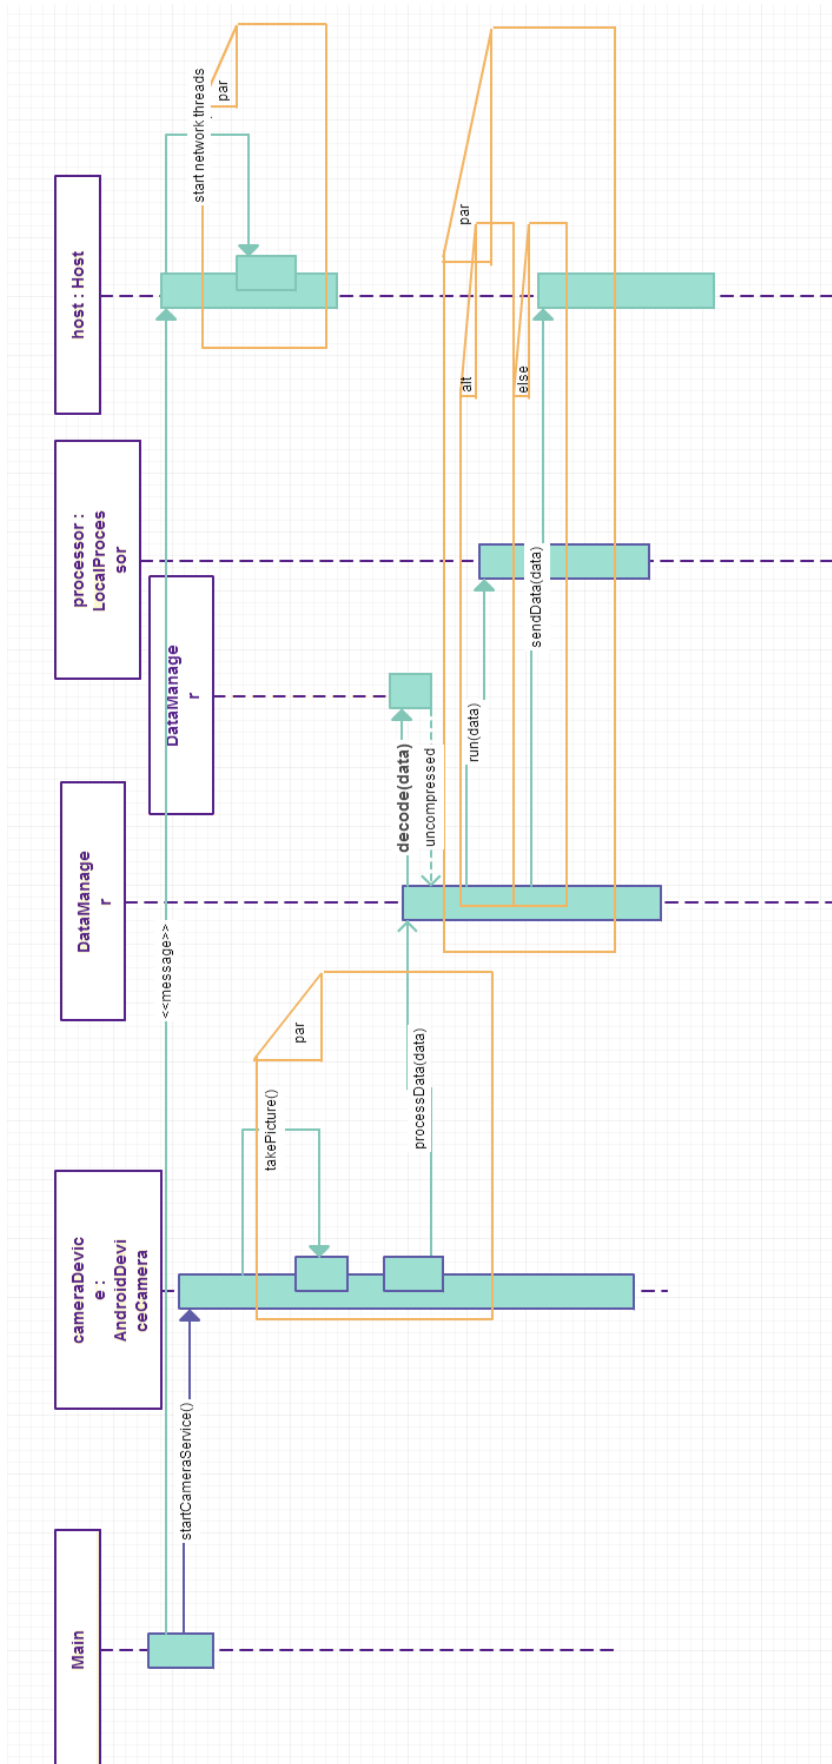 Main
cameraDevic
e :
AndroidDevi
ceCamera
DataManage
r
DataManage
r
processor :
LocalProces
sor
host : Host
<<message>>
start network threads
par
startCameraService()
takePicture()
par
processData(data)
decode(data)
uncompressed
par
alt
run(data)
else
sendData(data)